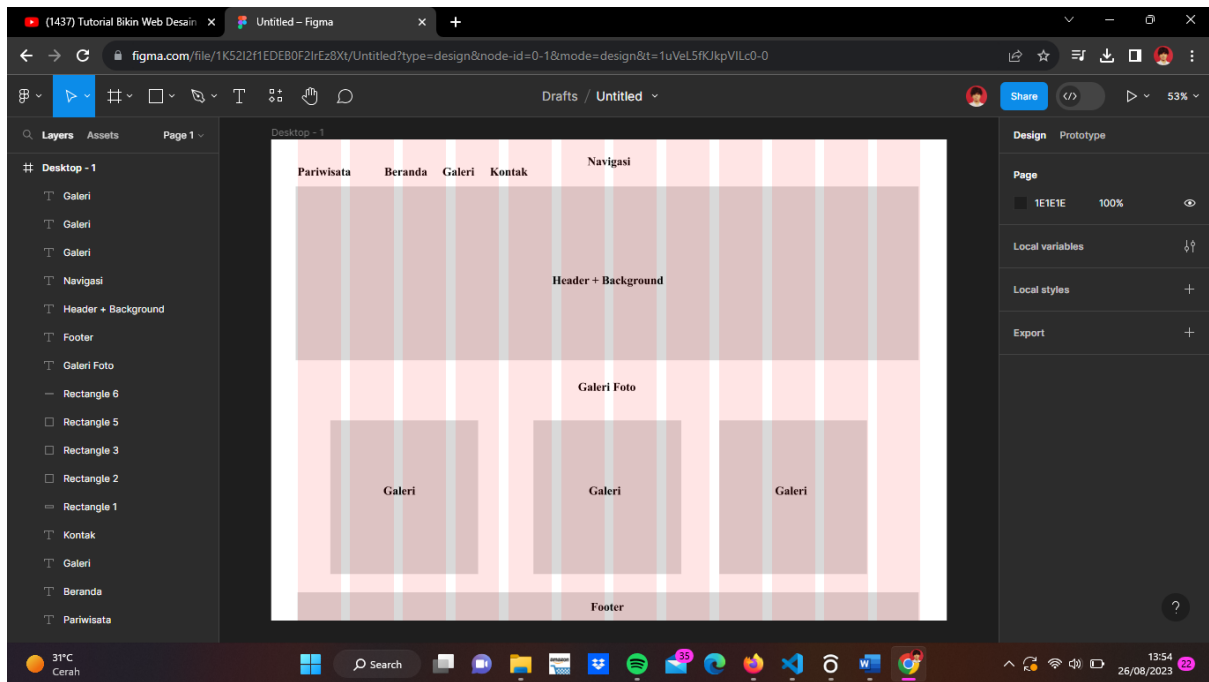 (1437) Tutorial Bikin Web Desain
Untitled – Figma
figma.com/file/1K52I2f1EDEB0F2IrEz8Xt/Untitled?type=design&node-id=0-1&mode=design&t=1uVeL5fKJkpVILc0-0
Drafts / Untitled
Share
53%
Layers Assets Page 1
Desktop - 1
Galeri
Galeri
Galeri
Navigasi
Header + Background
Footer
Galeri Foto
Rectangle 6
Rectangle 5
Rectangle 3
Rectangle 2
Rectangle 1
Kontak
Galeri
Beranda
Pariwisata
Desktop - 1
Navigasi
Pariwisata Beranda Galeri Kontak
Header + Background
Galeri Foto
Galeri Galeri Galeri
Footer
Design Prototype
Page
1E1E1E 100%
Local variables
Local styles
Export
?
31°C
Cerah
Search
35
13:54
26/08/2023
22